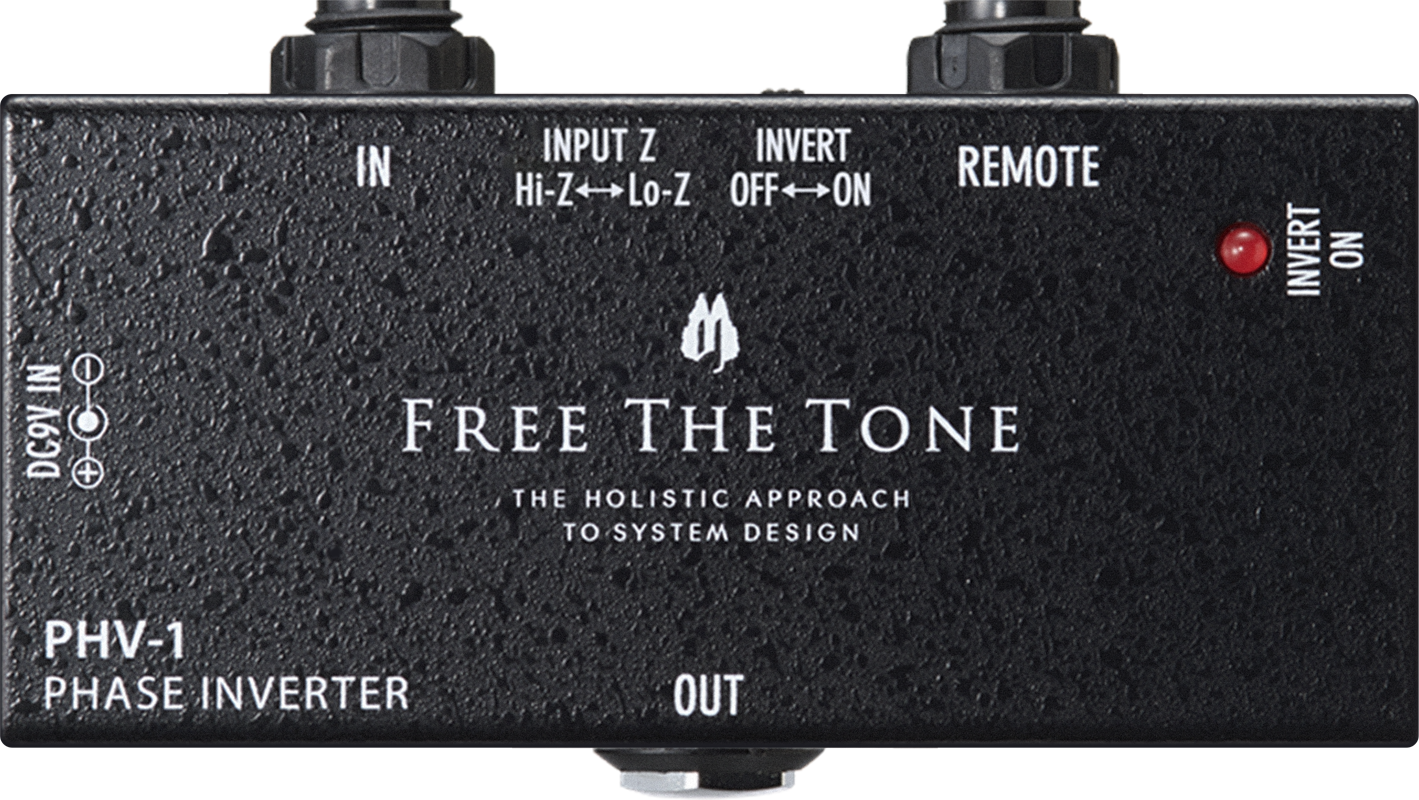 IN
INPUT Z
Hi-Z↔Lo-Z
INVERT
OFF↔ON
REMOTE
INVERT
ON
DC9V IN
FREE THE TONE
THE HOLISTIC APPROACH
TO SYSTEM DESIGN
PHV-1
PHASE INVERTER
OUT